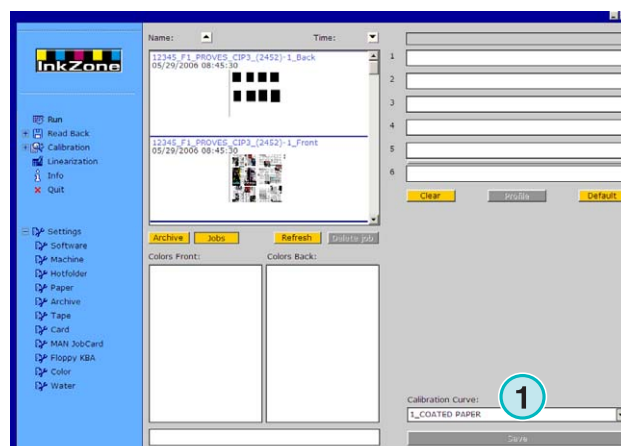 InkZone
Run
Read Back
Calibration
Linearization
Info
Quit
Settings
Software
Machine
Hotfolder
Paper
Archive
Tape
Card
MAN JobCard
Floppy KBA
Color
Water
Name:
Time:
12345_F1_PROVES_CIP3_(2452)-1_Back
05/29/2006 08:45:30
12345_F1_PROVES_CIP3_(2452)-1_Front
05/29/2006 08:45:30
Archive
Jobs
Refresh
Delete job
Colors Front:
Colors Back:
1
2
3
4
5
6
Clear
Profile
Default
Calibration Curve:
1
1_COATED PAPER
Save